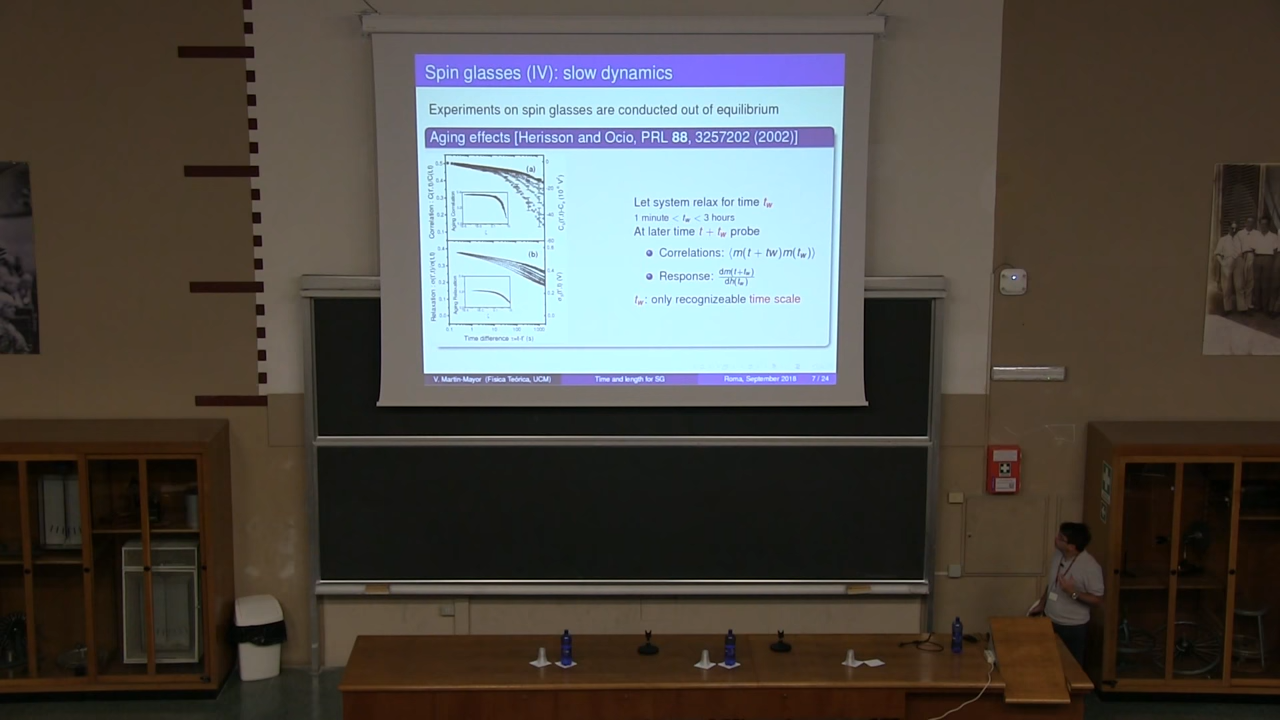 Spin glasses (IV): slow dynamics
Experiments on spin glasses are conducted out of equilibrium
Aging effects [Herisson and Ocio, PRL 88, 3257202 (2002)]
(a)
(b)
Time difference
Let system relax for time t_w
1 minute < t_w < 3 hours
At later time t + t_w probe
Correlations: ⟨m(t + tw)m(t_w)⟩
Response: dm(t+t_w)/dh(t_w)
t_w: only recognizeable time scale
V. Martin-Mayor (Física Teórica, UCM)
Time and length for SG
Roma, September 2018
7 / 24